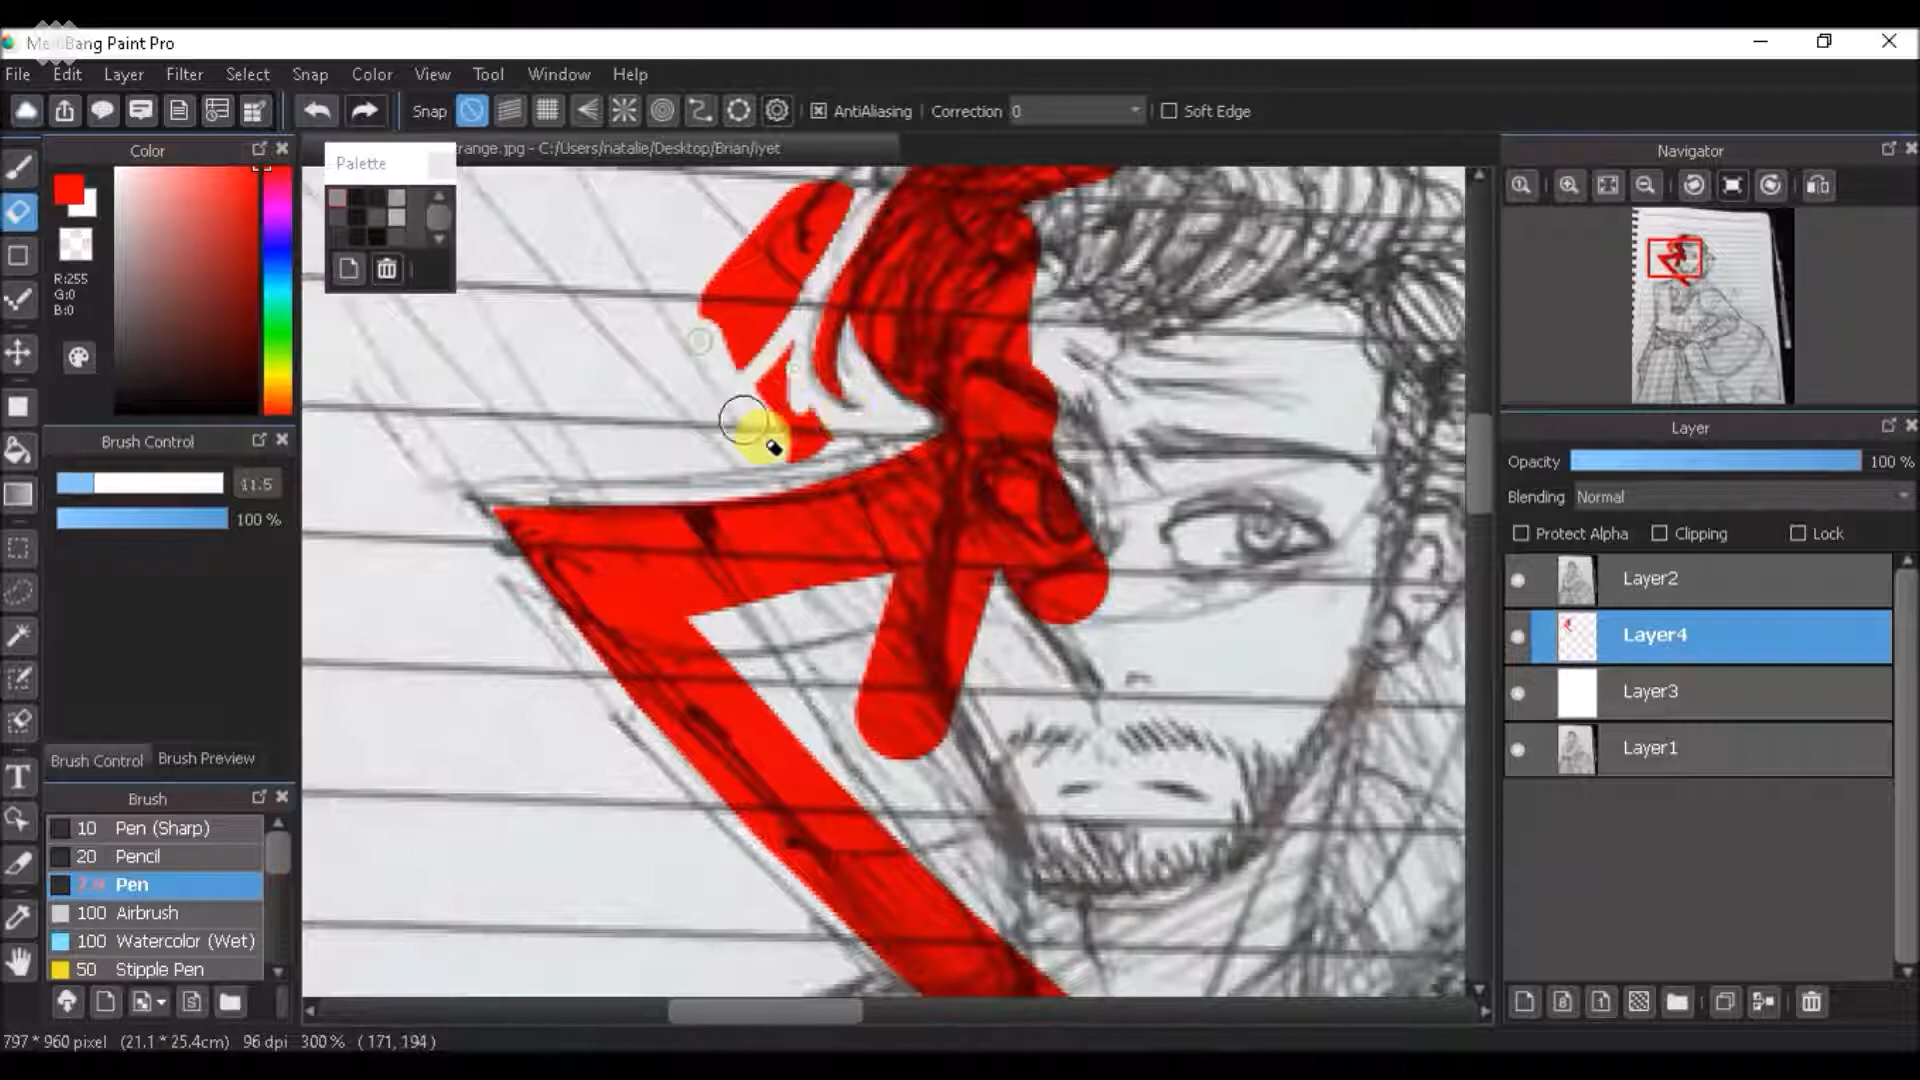 MediBang Paint Pro
File Edit Layer Filter Select Snap Color View Tool Window Help
Snap AntiAliasing Correction 0 Soft Edge
Color
range.jpg - C:/Users/natalie/Desktop/Brian/iyet
Palette
R:255
G:0
B:0
Brush Control
11.5
100 %
Brush Control Brush Preview
Brush
10 Pen (Sharp)
20 Pencil
Pen
100 Airbrush
100 Watercolor (Wet)
50 Stipple Pen
T
Navigator
Layer
Opacity 100 %
Blending Normal
Protect Alpha Clipping Lock
Layer2
Layer4
Layer3
Layer1
797 * 960 pixel (21.1 * 25.4cm) 96 dpi 300 % ( 171, 194 )